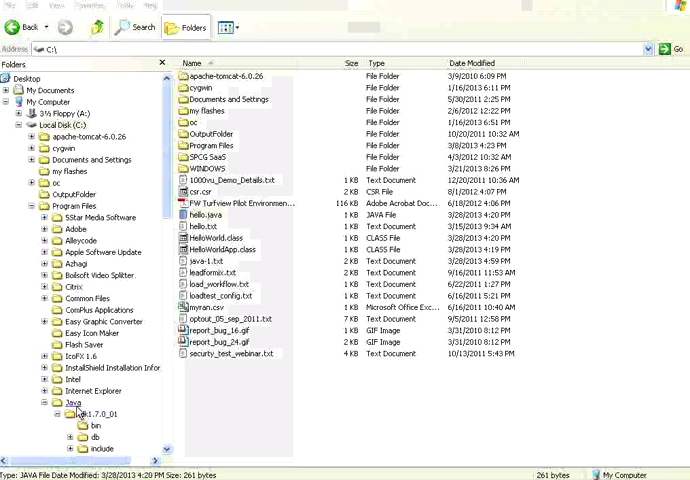 File Edit View Favorites Tools Help
Back Search Folders
Address C:\ Go
Folders
Desktop
My Documents
My Computer
3½ Floppy (A:)
Local Disk (C:)
apache-tomcat-6.0.26
cygwin
Documents and Settings
my flashes
oc
OutputFolder
Program Files
5Star Media Software
Adobe
Alleycode
Apple Software Update
Azhagi
Boilsoft Video Splitter
Citrix
Common Files
ComPlus Applications
Easy Graphic Converter
Easy Icon Maker
Flash Saver
IcoFX 1.6
InstallShield Installation Infor
Intel
Internet Explorer
Java
jdk1.7.0_01
bin
db
include
Name Size Type Date Modified
apache-tomcat-6.0.26 File Folder 3/9/2010 6:09 PM
cygwin File Folder 1/16/2013 6:11 PM
Documents and Settings File Folder 5/30/2011 2:25 PM
my flashes File Folder 2/6/2012 12:22 PM
oc File Folder 1/16/2013 6:51 PM
OutputFolder File Folder 10/20/2011 10:32 AM
Program Files File Folder 3/8/2013 4:23 PM
SPCG SaaS File Folder 4/3/2012 10:32 AM
WINDOWS File Folder 3/21/2013 8:26 PM
1000vu_Demo_Details.txt 1 KB Text Document 12/20/2011 10:36 AM
csr.csr 2 KB CSR File 8/1/2012 4:07 PM
FW Turfview Pilot Environmen... 116 KB Adobe Acrobat Doc... 6/18/2012 4:06 PM
hello.java 1 KB JAVA File 3/28/2013 4:20 PM
hello.txt 1 KB Text Document 3/15/2013 9:34 AM
HelloWorld.class 1 KB CLASS File 3/28/2013 4:20 PM
HelloWorldApp.class 1 KB CLASS File 3/28/2013 4:19 PM
java-1.txt 2 KB Text Document 3/28/2013 4:59 PM
leadformix.txt 2 KB Text Document 9/16/2011 11:53 AM
load_workflow.txt 1 KB Text Document 6/22/2011 1:27 PM
loadtest_config.txt 1 KB Text Document 6/16/2011 5:21 PM
myran.csv 1 KB Microsoft Office Exc... 6/16/2011 10:40 AM
optout_05_sep_2011.txt 7 KB Text Document 9/5/2011 12:58 PM
report_bug_16.gif 1 KB GIF Image 3/31/2010 8:12 PM
report_bug_24.gif 2 KB GIF Image 3/31/2010 8:12 PM
securty_test_webinar.txt 4 KB Text Document 10/13/2011 5:43 PM
Type: JAVA File Date Modified: 3/28/2013 4:20 PM Size: 261 bytes 261 bytes My Computer